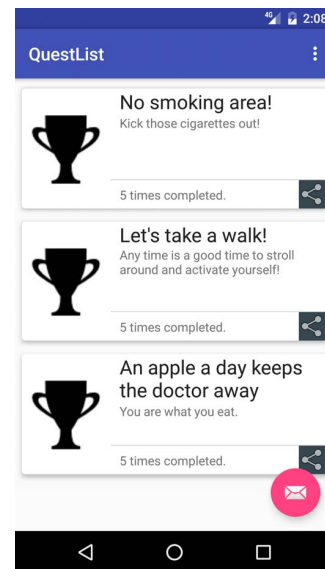 4G 2:08
QuestList
No smoking area!
Kick those cigarettes out!
5 times completed.
Let's take a walk!
Any time is a good time to stroll
around and activate yourself!
5 times completed.
An apple a day keeps
the doctor away
You are what you eat.
5 times completed.